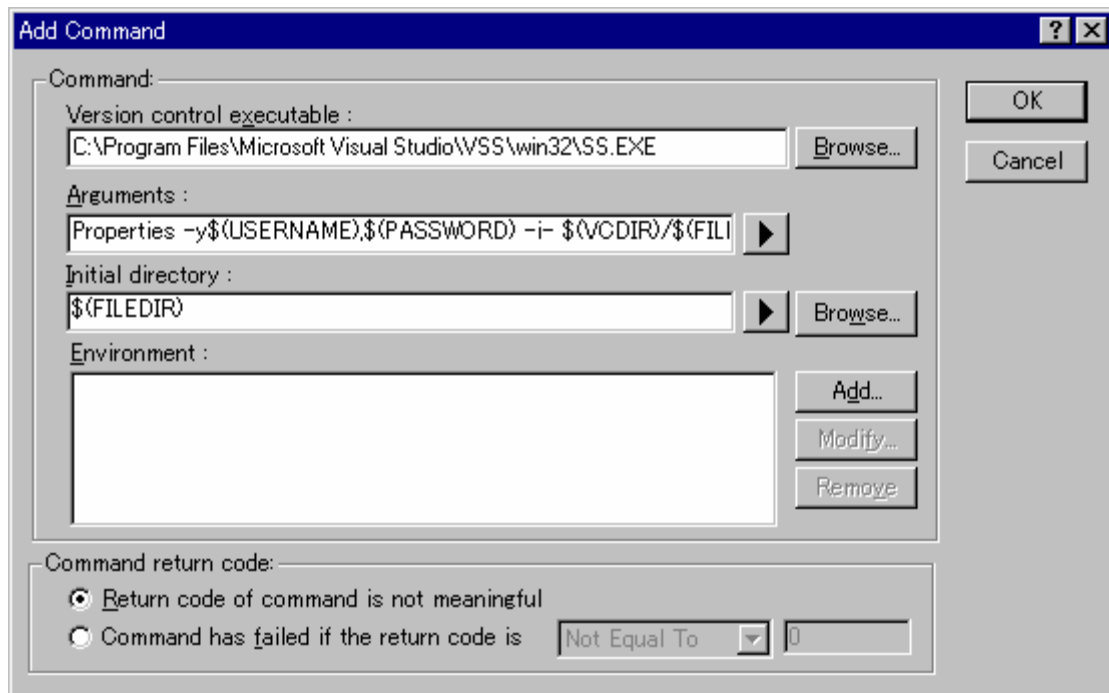 Add Command
Command:
Version control executable :
C:\Program Files\Microsoft Visual Studio\VSS\win32\SS.EXE
Browse...
OK
Cancel
Arguments :
Properties -y$(USERNAME),$(PASSWORD) -i- $(VCDIR)/$(FIL
Initial directory :
$(FILEDIR)
Browse...
Environment :
Add...
Modify...
Remove
Command return code:
Return code of command is not meaningful
Command has failed if the return code is
Not Equal To
0